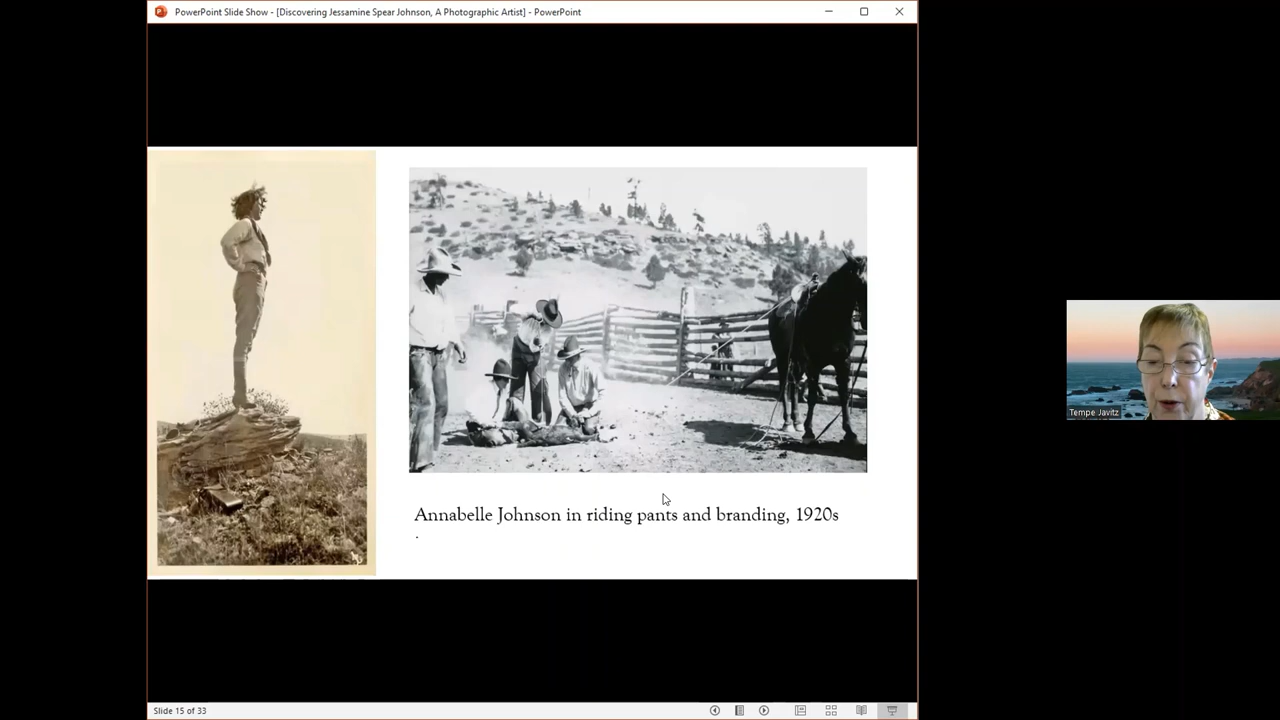 PowerPoint Slide Show - [Discovering Jessamine Spear Johnson, A Photographic Artist] - PowerPoint
Annabelle Johnson in riding pants and branding, 1920s
.
Tempe Javitz
Slide 15 of 33